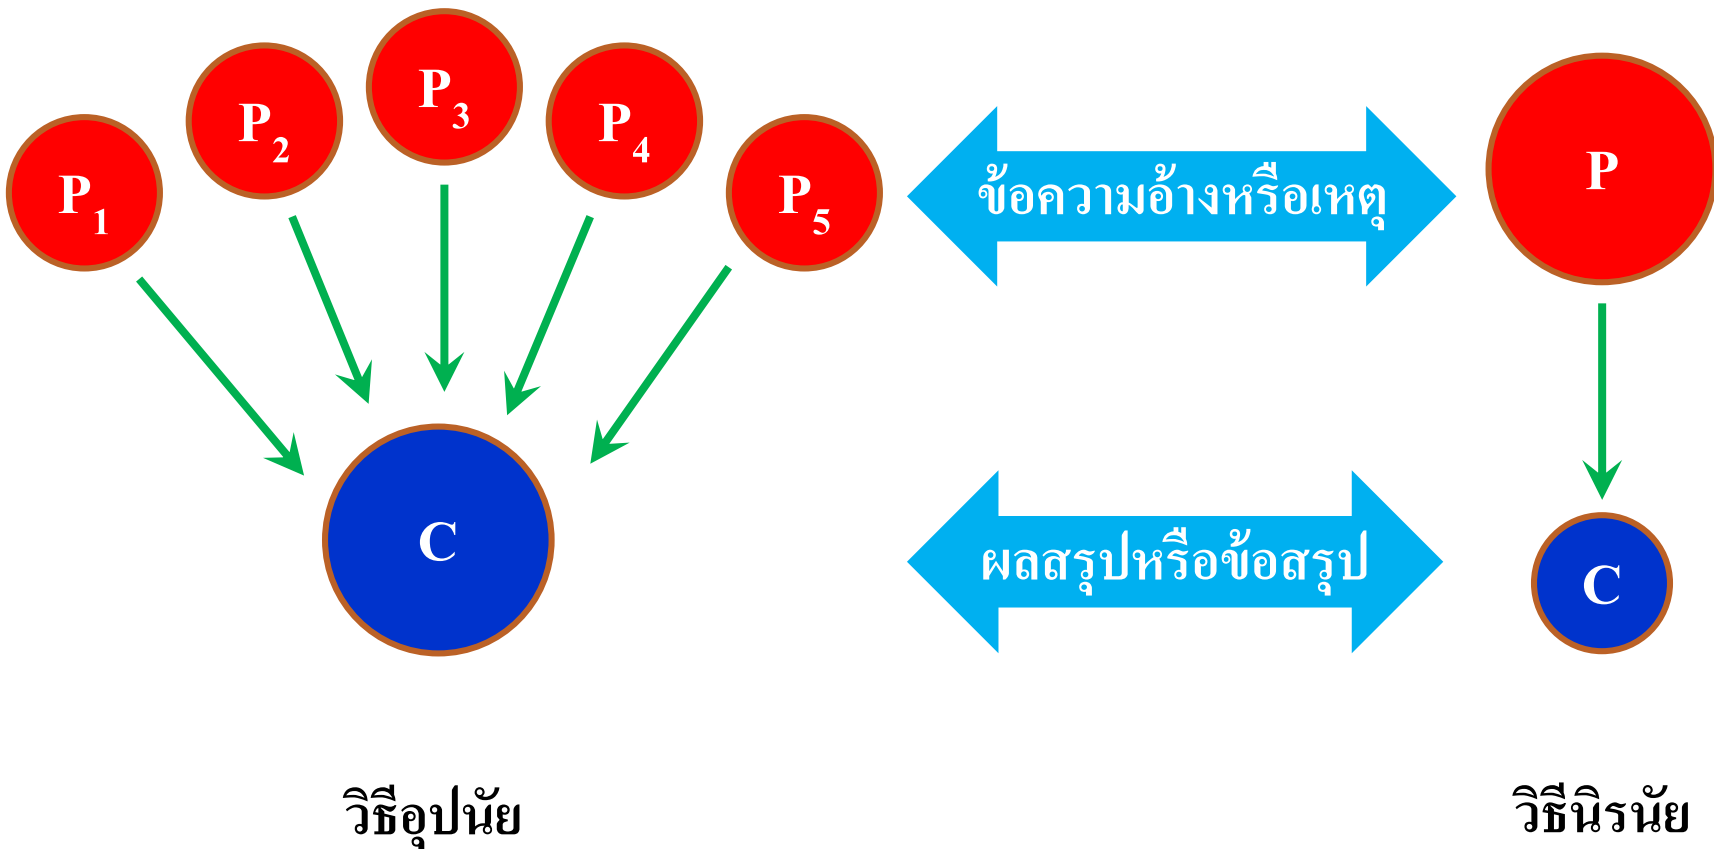 P₁
P₂
P₃
P₄
P₅
ข้อความอ้างหรือเหตุ
P
C
ผลสรุปหรือข้อสรุป
C
วิธีอุปนัย
วิธีนิรนัย